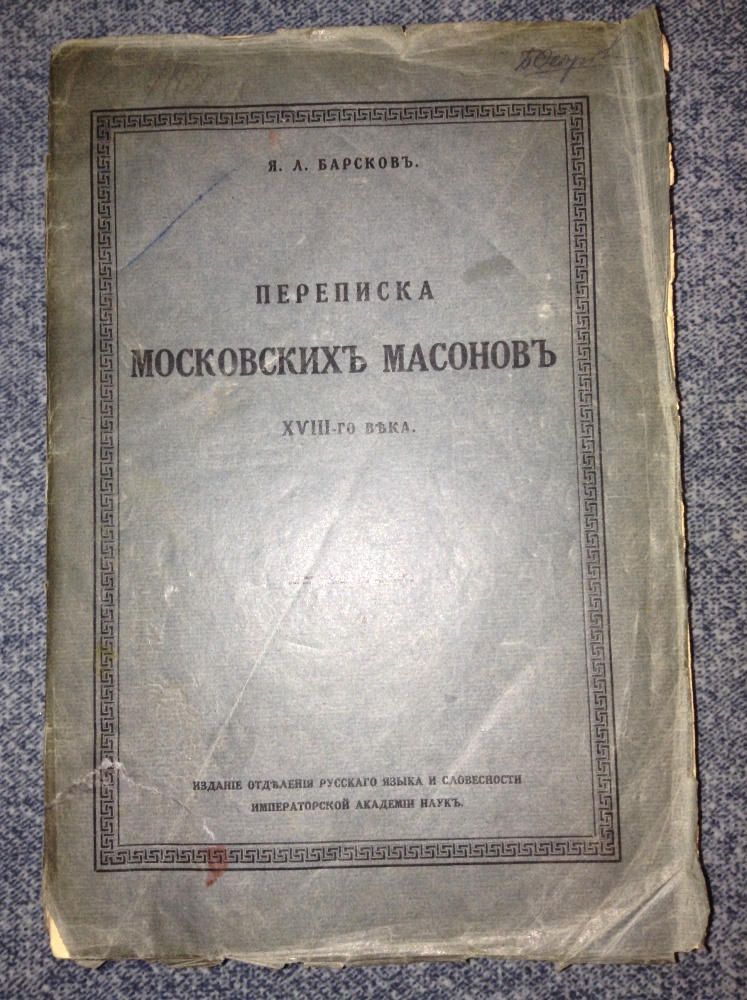 Я. Л. БАРСКОВЪ.
ПЕРЕПИСКА
МОСКОВСКИХЪ МАСОНОВЪ
XVIII-ГО ВѢКА.
ИЗДАНІЕ ОТДѢЛЕНІЯ РУССКАГО ЯЗЫКА И СЛОВЕСНОСТИ
ИМПЕРАТОРСКОЙ АКАДЕМІИ НАУКЪ.